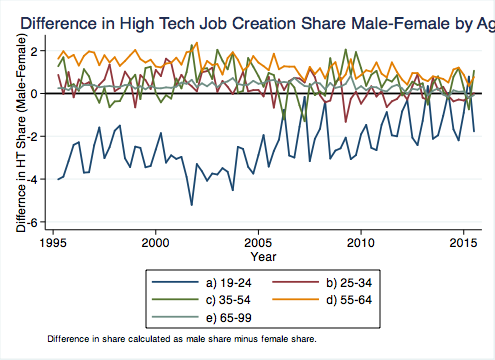 Difference in High Tech Job Creation Share Male-Female by Ag
Diffence in HT Share (Male-Female)
2
0
-2
-4
-6
1995 2000 2005 2010 2015
Year
a) 19-24 b) 25-34
c) 35-54 d) 55-64
e) 65-99
Difference in share calculated as male share minus female share.